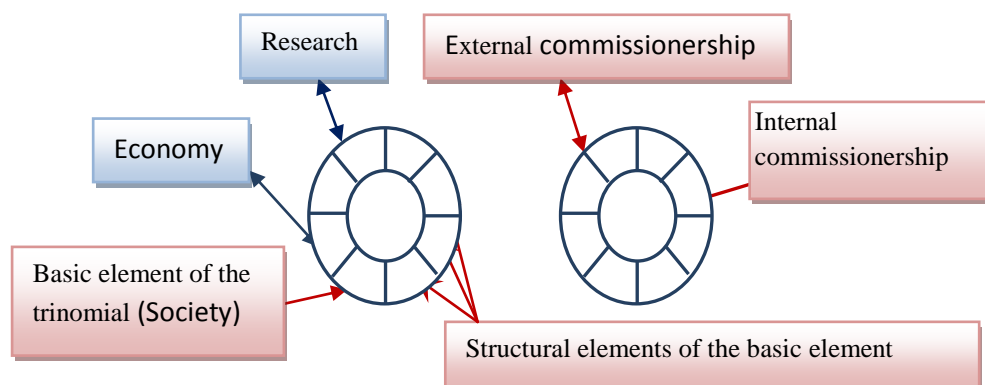 Research
External commissionership
Internal
commissionership
Economy
Basic element of the
trinomial (Society)
Structural elements of the basic element